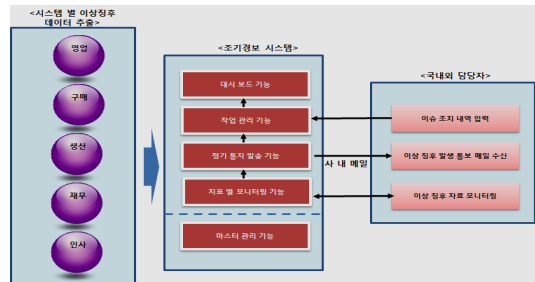 <시스템 별 이상징후
데이터 추출>
영업
구매
생산
재무
인사
<조기경보 시스템>
대시 보드 기능
작업 관리 기능
정기 통지 발송 기능
지표 별 모니터링 기능
마스터 관리 기능
사 내 메일
<국내외 담당자>
이슈 조치 내역 입력
이상 징후 발생 통보 메일 수신
이상 징후 자료 모니터링